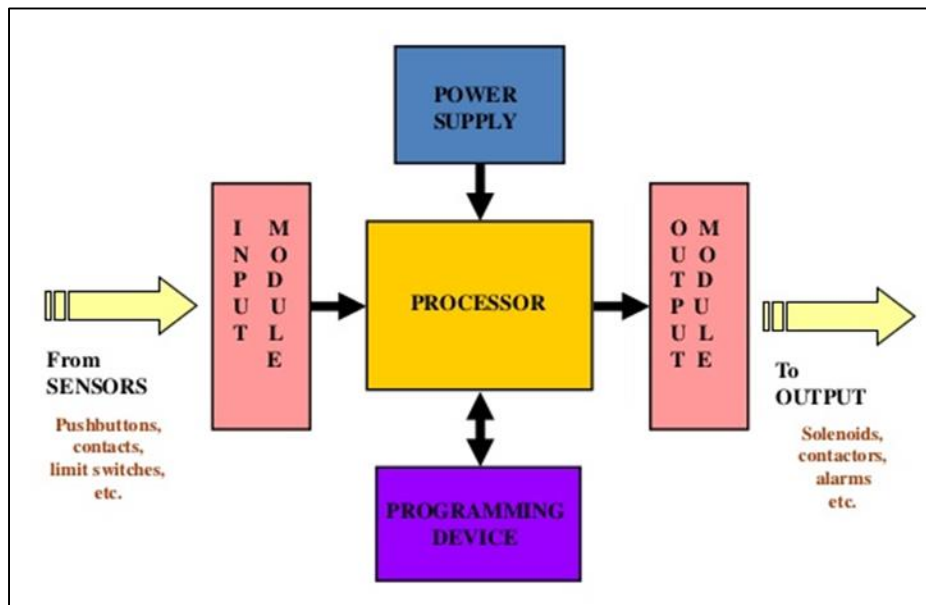 POWER
SUPPLY
INPUT
MODULE
PROCESSOR
OUTPUT
MODULE
From
SENSORS
Pushbuttons,
contacts,
limit switches,
etc.
To
OUTPUT
Solenoids,
contactors,
alarms
etc.
PROGRAMMING
DEVICE